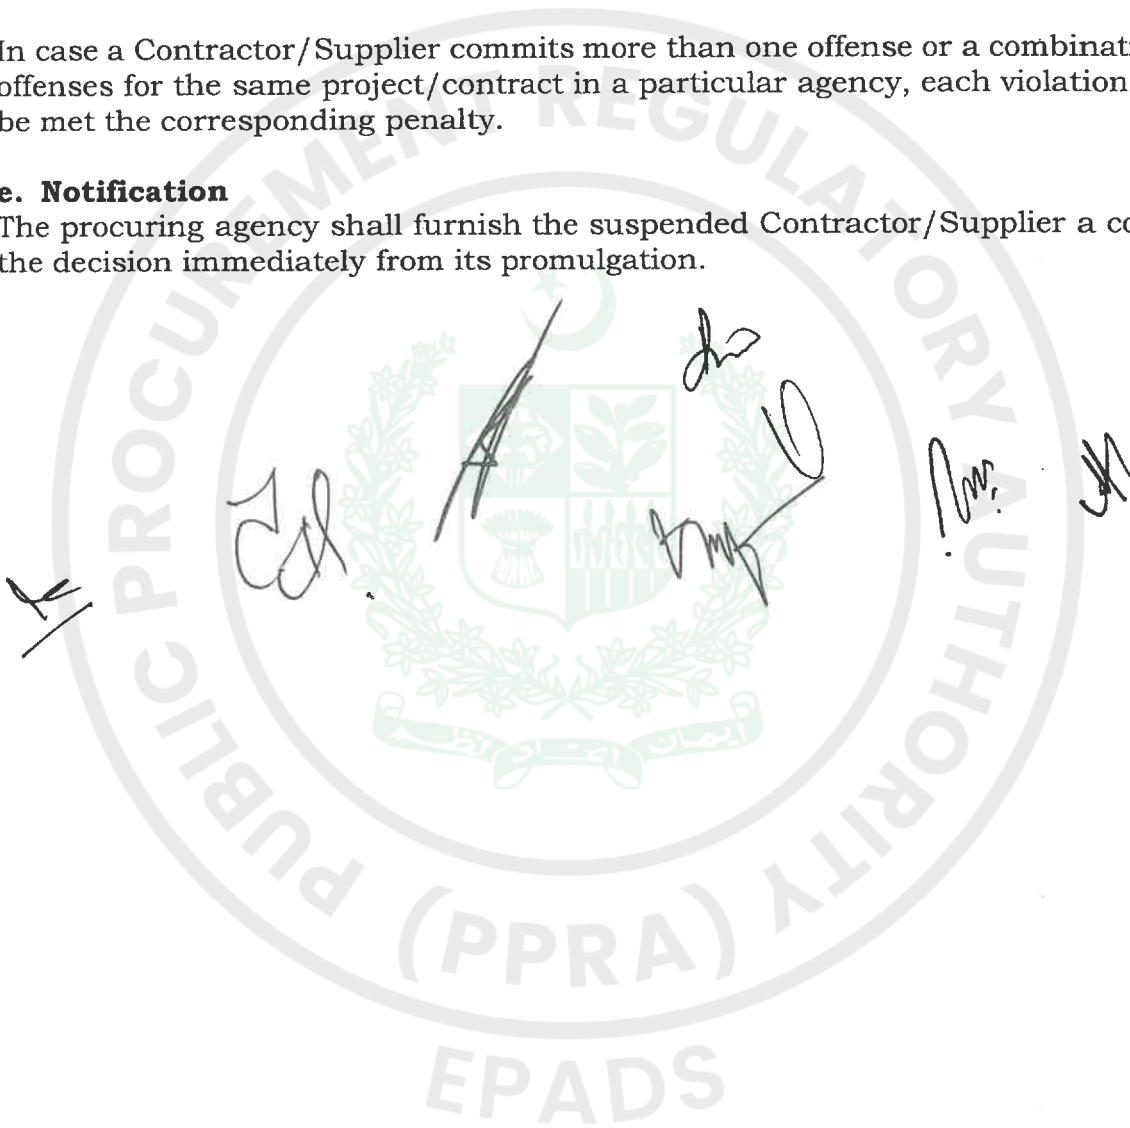 In case a Contractor/Supplier commits more than one offense or a combinat
offenses for the same project/contract in a particular agency, each violation
be met the corresponding penalty.
e. Notification
The procuring agency shall furnish the suspended Contractor/Supplier a co
the decision immediately from its promulgation.
PUBLIC PROCUREMENT REGULATORY AUTHORITY
(PPRA)
EPADS